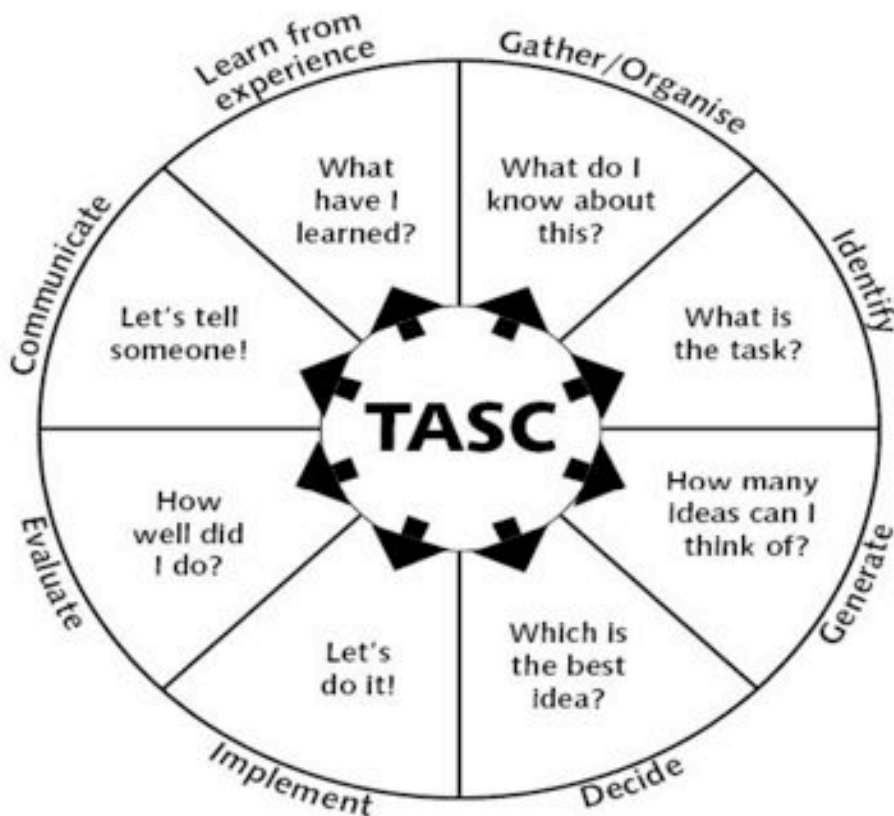 Gather/Organise
What do I
know about
this?
Identify
What is
the task?
Generate
How many
ideas can I
think of?
Decide
Which is
the best
idea?
Implement
Let's
do it!
Evaluate
How
well did
I do?
Communicate
Let's tell
someone!
Learn from
experience
What
have I
learned?
TASC